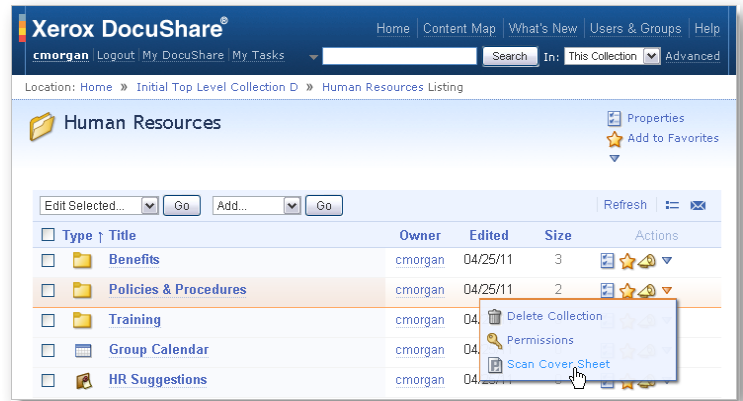 Xerox DocuShare®
Home Content Map What's New Users & Groups Help
cmorgan Logout My DocuShare My Tasks Search In: This Collection Advanced
Location: Home » Initial Top Level Collection D » Human Resources Listing
Human Resources
Properties
Add to Favorites
Edit Selected... Go Add... Go Refresh
Type ↑ Title Owner Edited Size Actions
Benefits cmorgan 04/25/11 3
Policies & Procedures cmorgan 04/25/11 2
Training cmorgan 04
Group Calendar cmorgan 04
HR Suggestions cmorgan
Delete Collection
Permissions
Scan Cover Sheet